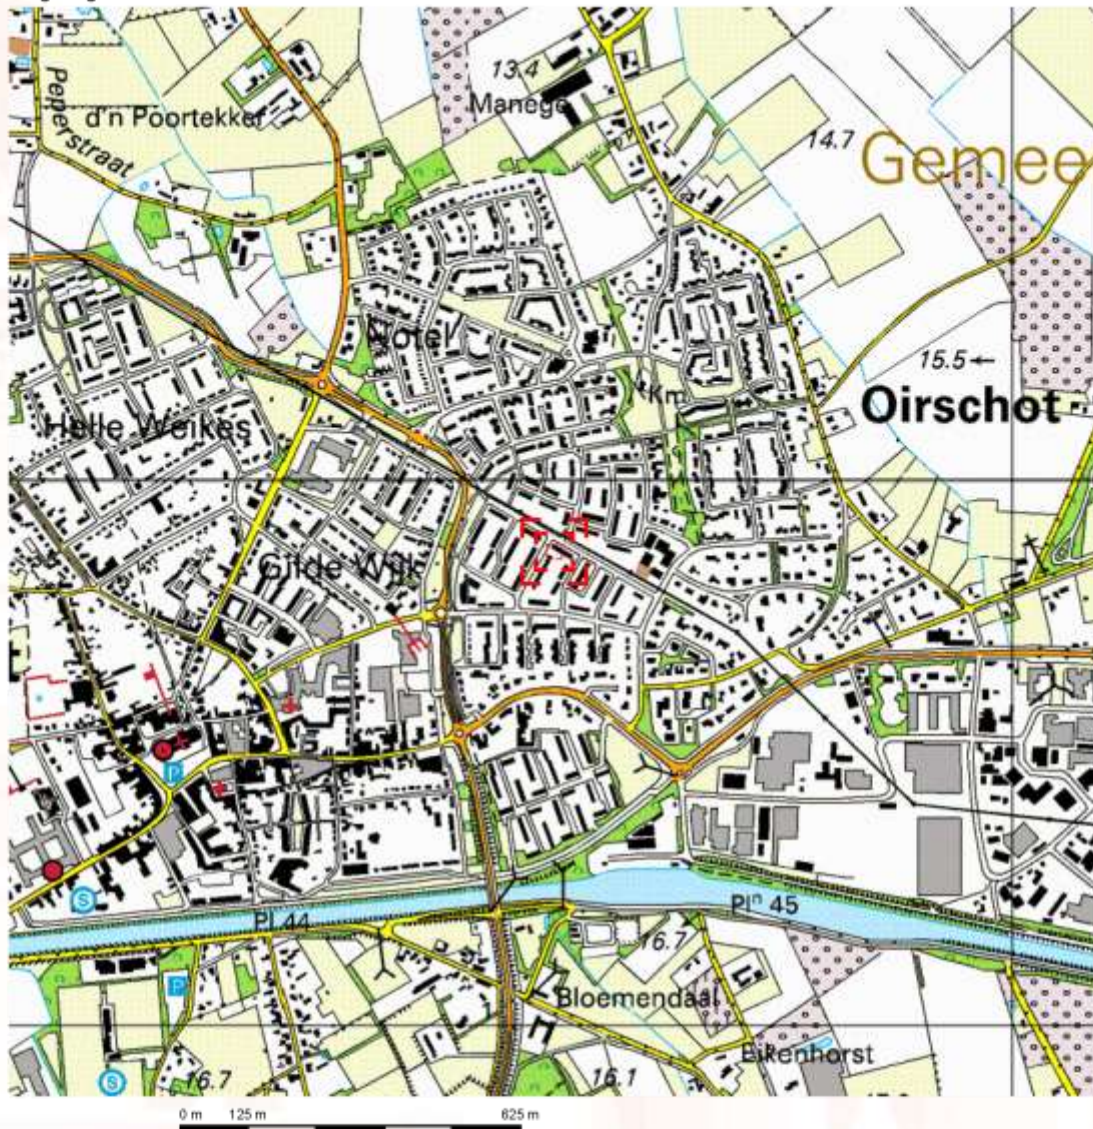 13.4
Manege
d'n Poortekker
Peperstraat
14.7
Gemee
Notel
15.5
Km
Oirschot
Helle Weikes
Gilde Wijk
P
S
Pl 44
Plⁿ 45
16.7
P
Bloemendaal
Eikenhorst
S
16.7
16.1
0 m 125 m 625 m